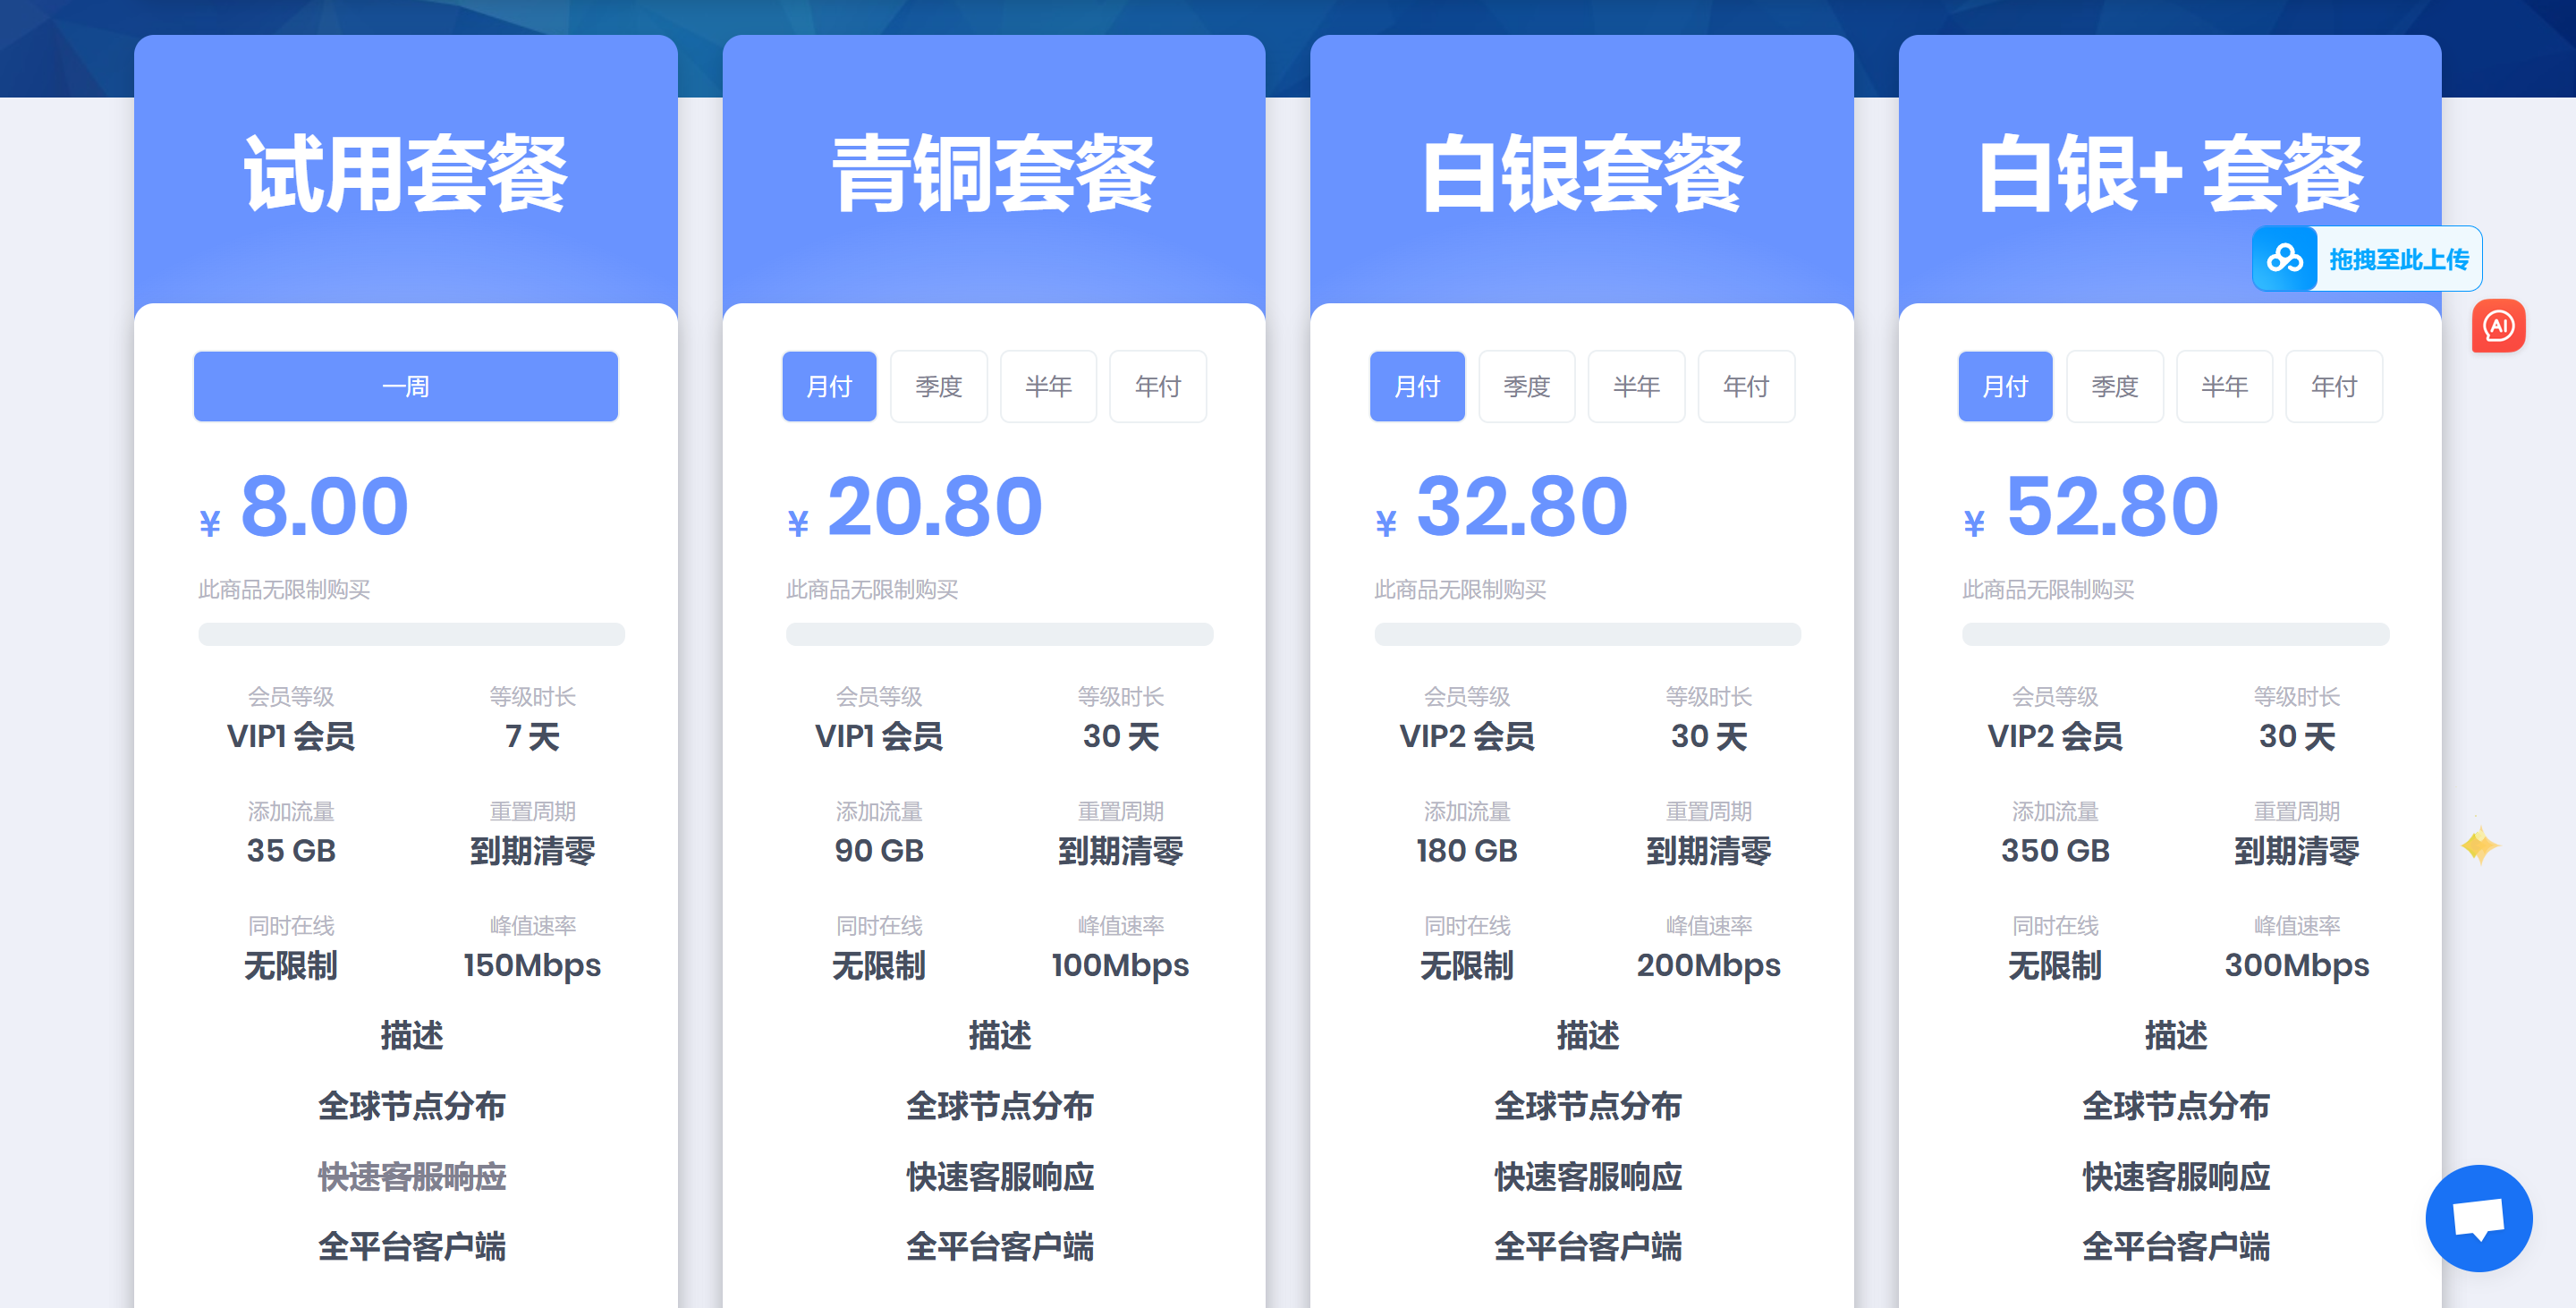 试用套餐
一周
¥ 8.00
此商品无限制购买
会员等级 等级时长
VIP1 会员 7 天
添加流量 重置周期
35 GB 到期清零
同时在线 峰值速率
无限制 150Mbps
描述
全球节点分布
快速客服响应
全平台客户端
青铜套餐
月付 季度 半年 年付
¥ 20.80
此商品无限制购买
会员等级 等级时长
VIP1 会员 30 天
添加流量 重置周期
90 GB 到期清零
同时在线 峰值速率
无限制 100Mbps
描述
全球节点分布
快速客服响应
全平台客户端
白银套餐
月付 季度 半年 年付
¥ 32.80
此商品无限制购买
会员等级 等级时长
VIP2 会员 30 天
添加流量 重置周期
180 GB 到期清零
同时在线 峰值速率
无限制 200Mbps
描述
全球节点分布
快速客服响应
全平台客户端
白银+ 套餐
月付 季度 半年 年付
¥ 52.80
此商品无限制购买
会员等级 等级时长
VIP2 会员 30 天
添加流量 重置周期
350 GB 到期清零
同时在线 峰值速率
无限制 300Mbps
描述
全球节点分布
快速客服响应
全平台客户端
拖拽至此上传
AI